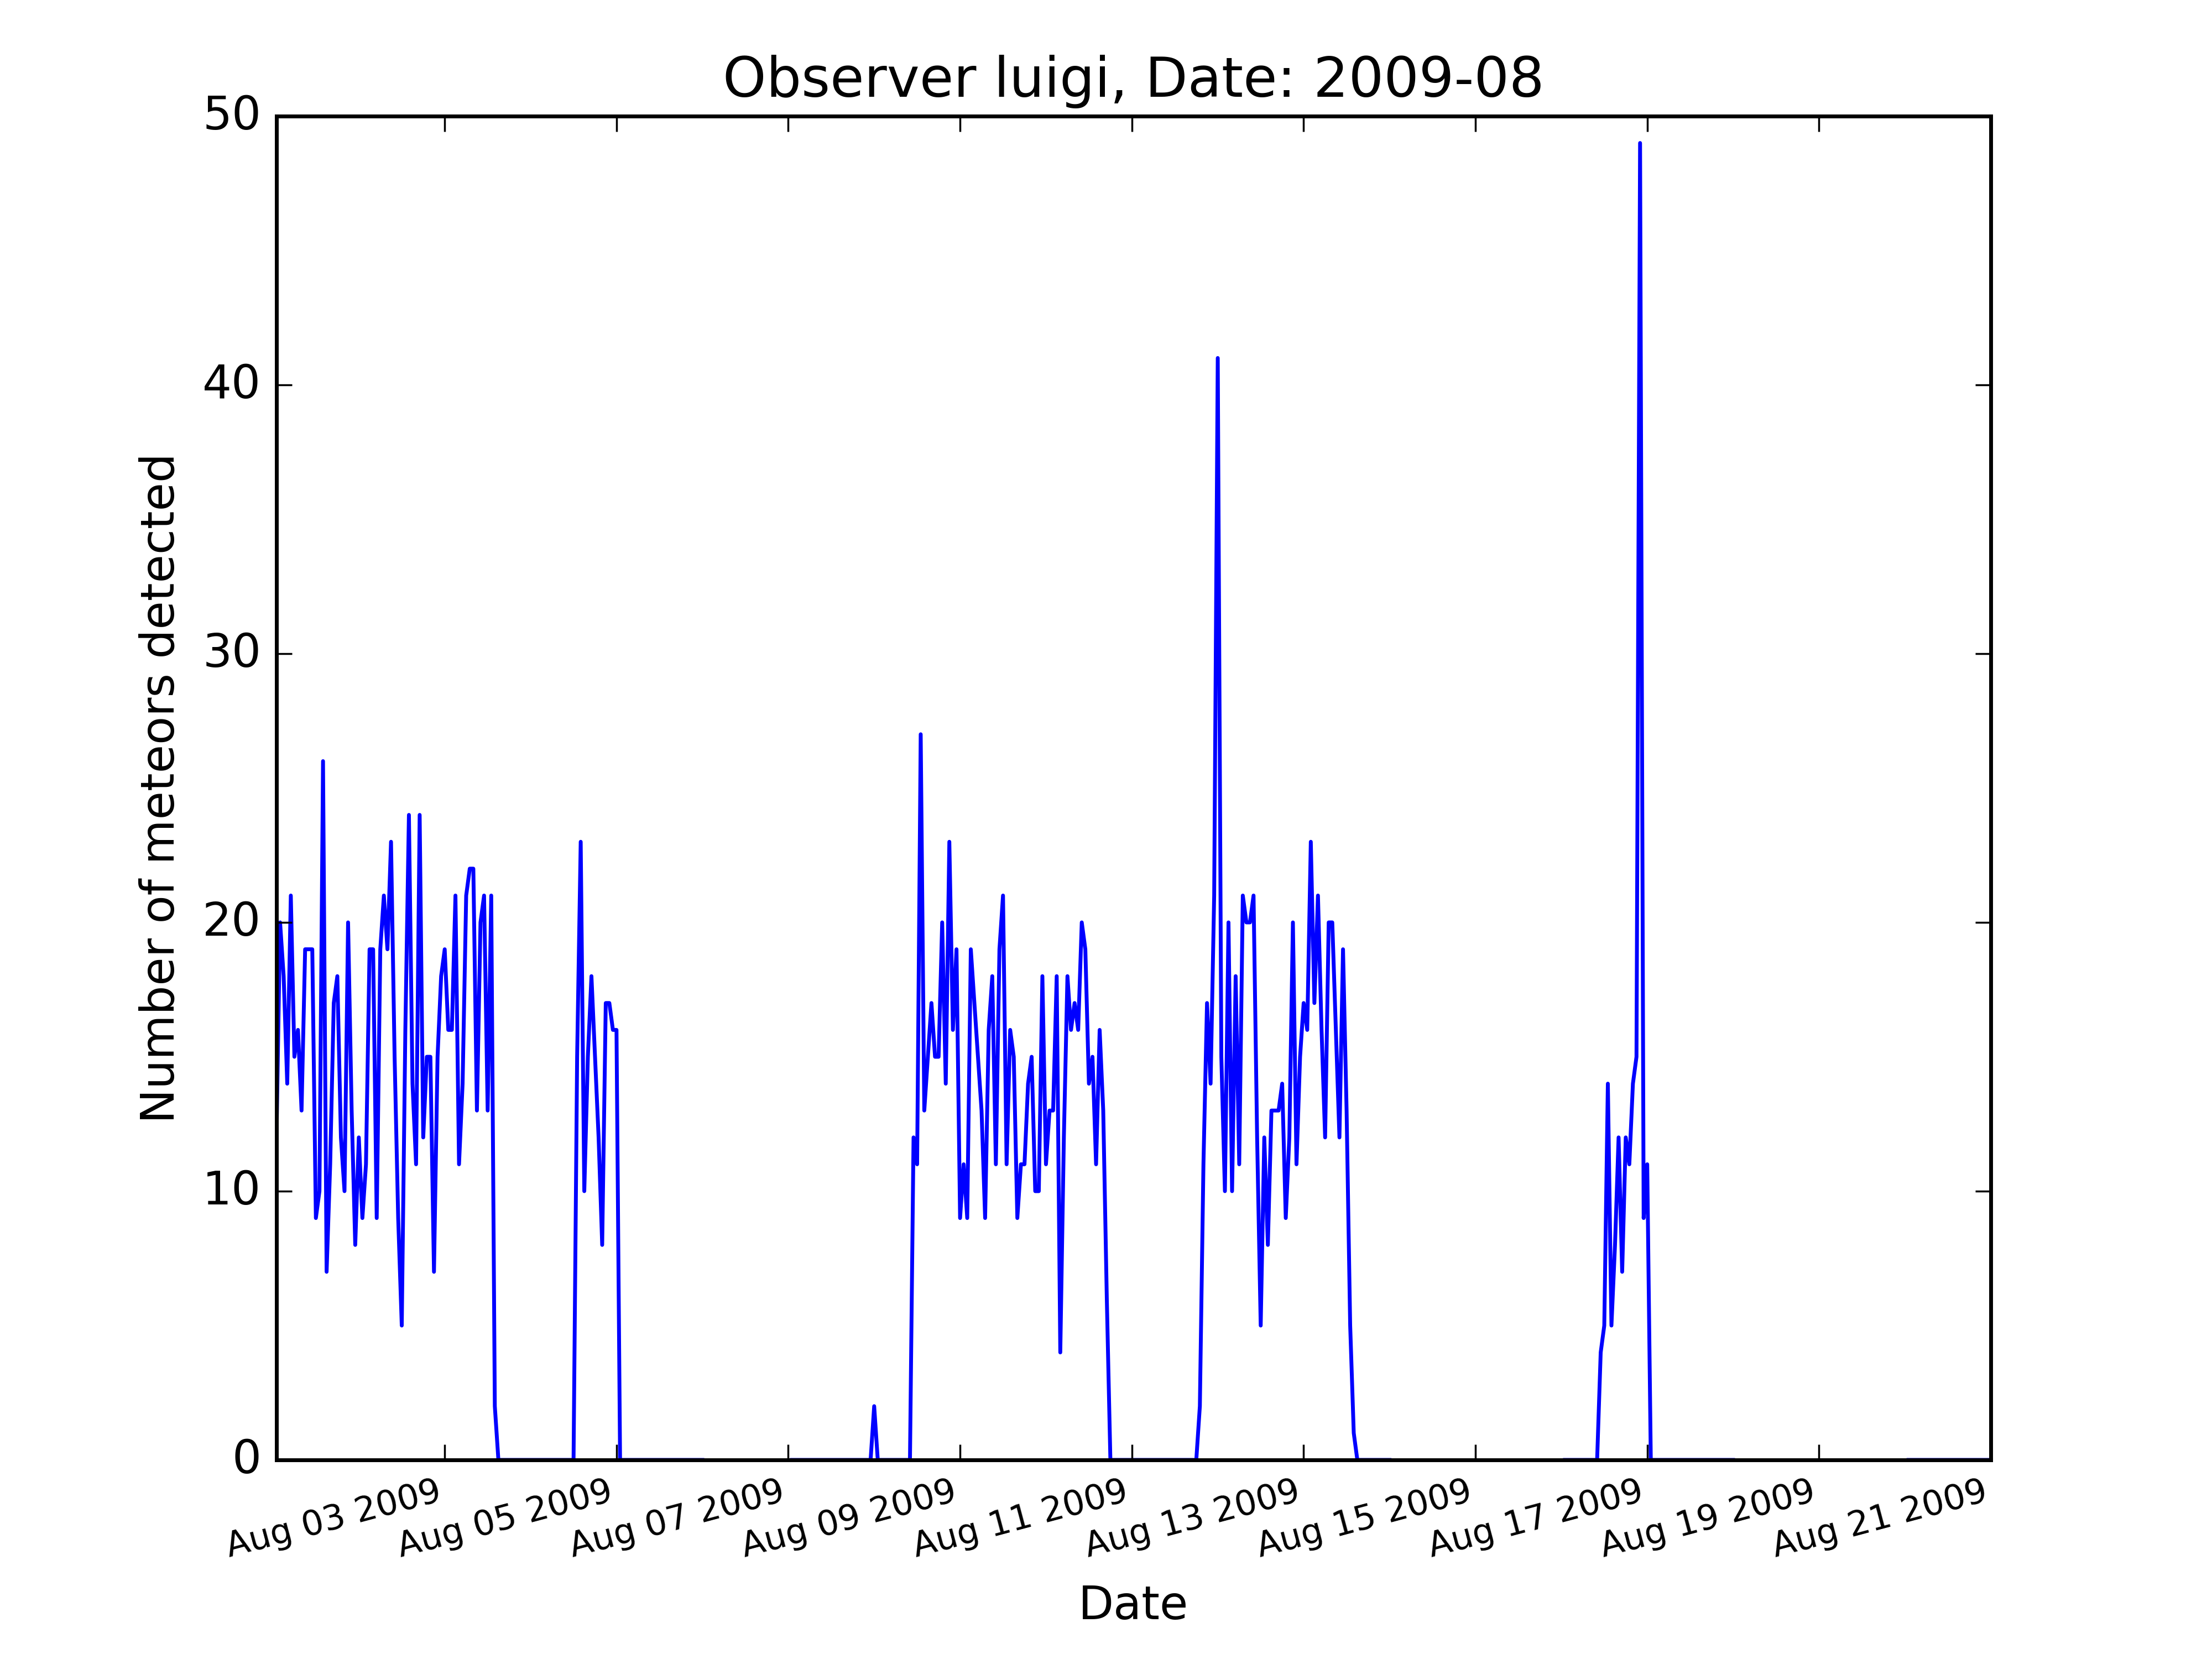 Observer luigi, Date: 2009-08
Number of meteors detected
50
40
30
20
10
0
Aug 03 2009
Aug 05 2009
Aug 07 2009
Aug 09 2009
Aug 11 2009
Aug 13 2009
Aug 15 2009
Aug 17 2009
Aug 19 2009
Aug 21 2009
Date